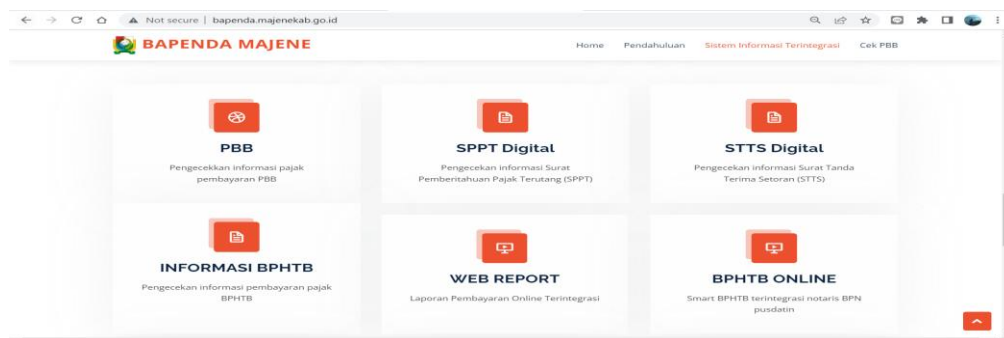 Not secure | bapenda.majenekab.go.id
BAPENDA MAJENE
Home Pendahuluan Sistem Informasi Terintegrasi Cek PBB
PBB
Pengecekkan informasi pajak
pembayaran PBB
SPPT Digital
Pengecekan informasi Surat
Pemberitahuan Pajak Terutang (SPPT)
STTS Digital
Pengecekan informasi Surat Tanda
Terima Setoran (STTS)
INFORMASI BPHTB
Pengecekan informasi pembayaran pajak
BPHTB
WEB REPORT
Laporan Pembayaran Online Terintegrasi
BPHTB ONLINE
Smart BPHTB terintegrasi notaris BPN
pusdatin